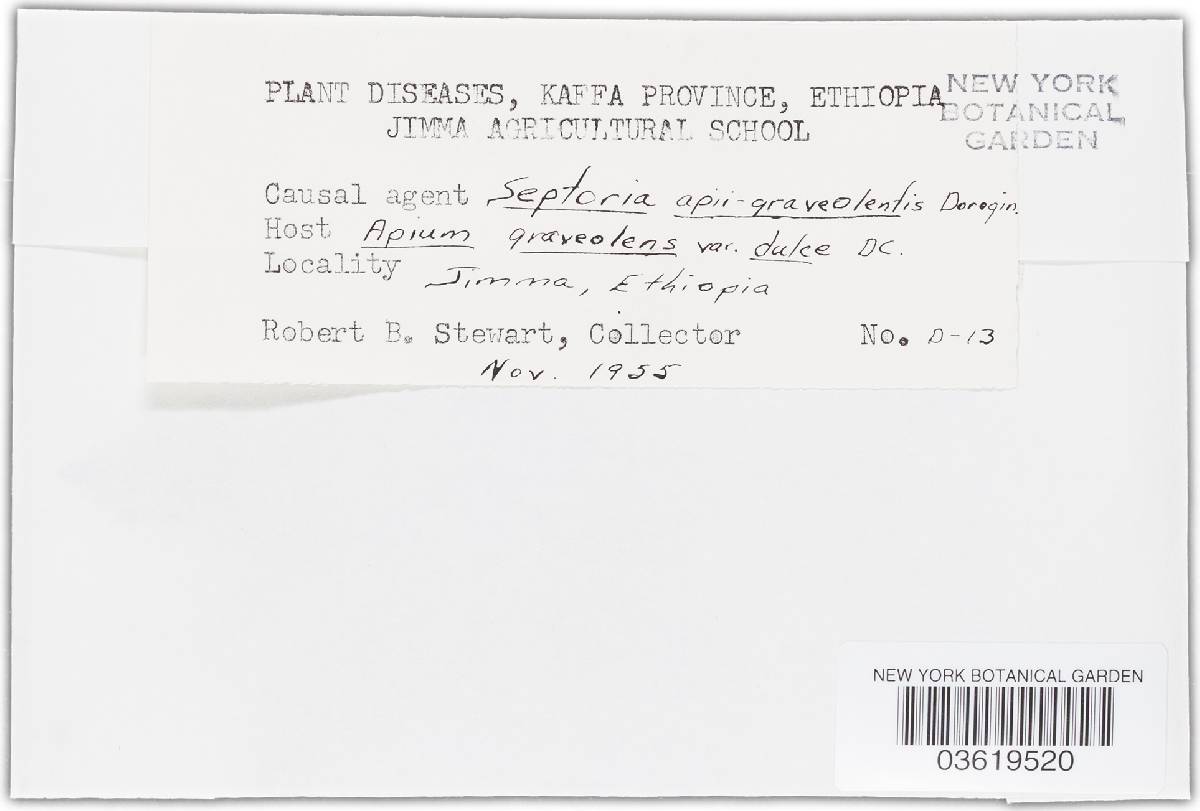 PLANT DISEASES, KAFFA PROVINCE, ETHIOPIA
JIMMA AGRICULTURAL SCHOOL
NEW YORK
BOTANICAL
GARDEN
Causal agent Septoria apii-graveolentis Dorogin.
Host Apium graveolens var. dulce DC.
Locality Jimma, Ethiopia
Robert B. Stewart, Collector No. D-13
Nov. 1955
NEW YORK BOTANICAL GARDEN
03619520